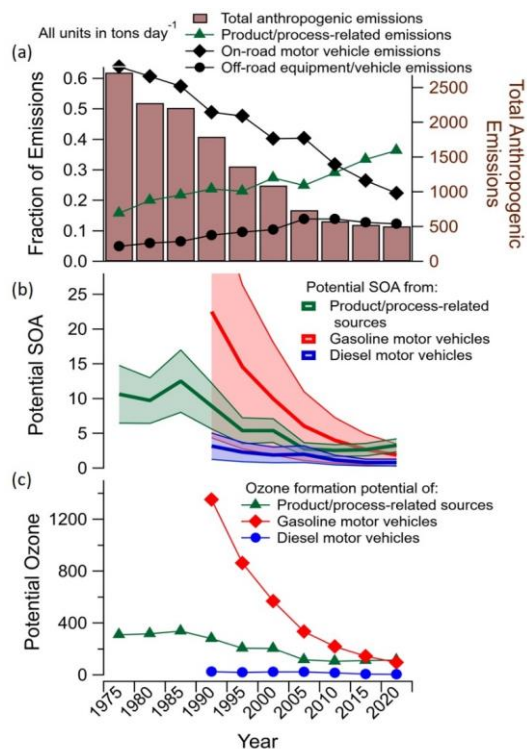 (a) All units in tons day⁻¹
Total anthropogenic emissions
Product/process-related emissions
On-road motor vehicle emissions
Off-road equipment/vehicle emissions
Fraction of Emissions
0.6
0.5
0.4
0.3
0.2
0.1
0.0
2500
2000
1500
1000
500
0
Total Anthropogenic
Emissions
(b)
Potential SOA from:
Product/process-related
sources
Gasoline motor vehicles
Diesel motor vehicles
Potential SOA
25
20
15
10
5
0
(c)
Ozone formation potential of:
Product/process-related sources
Gasoline motor vehicles
Diesel motor vehicles
Potential Ozone
1200
800
400
0
1975
1980
1985
1990
1995
2000
2005
2010
2015
2020
Year